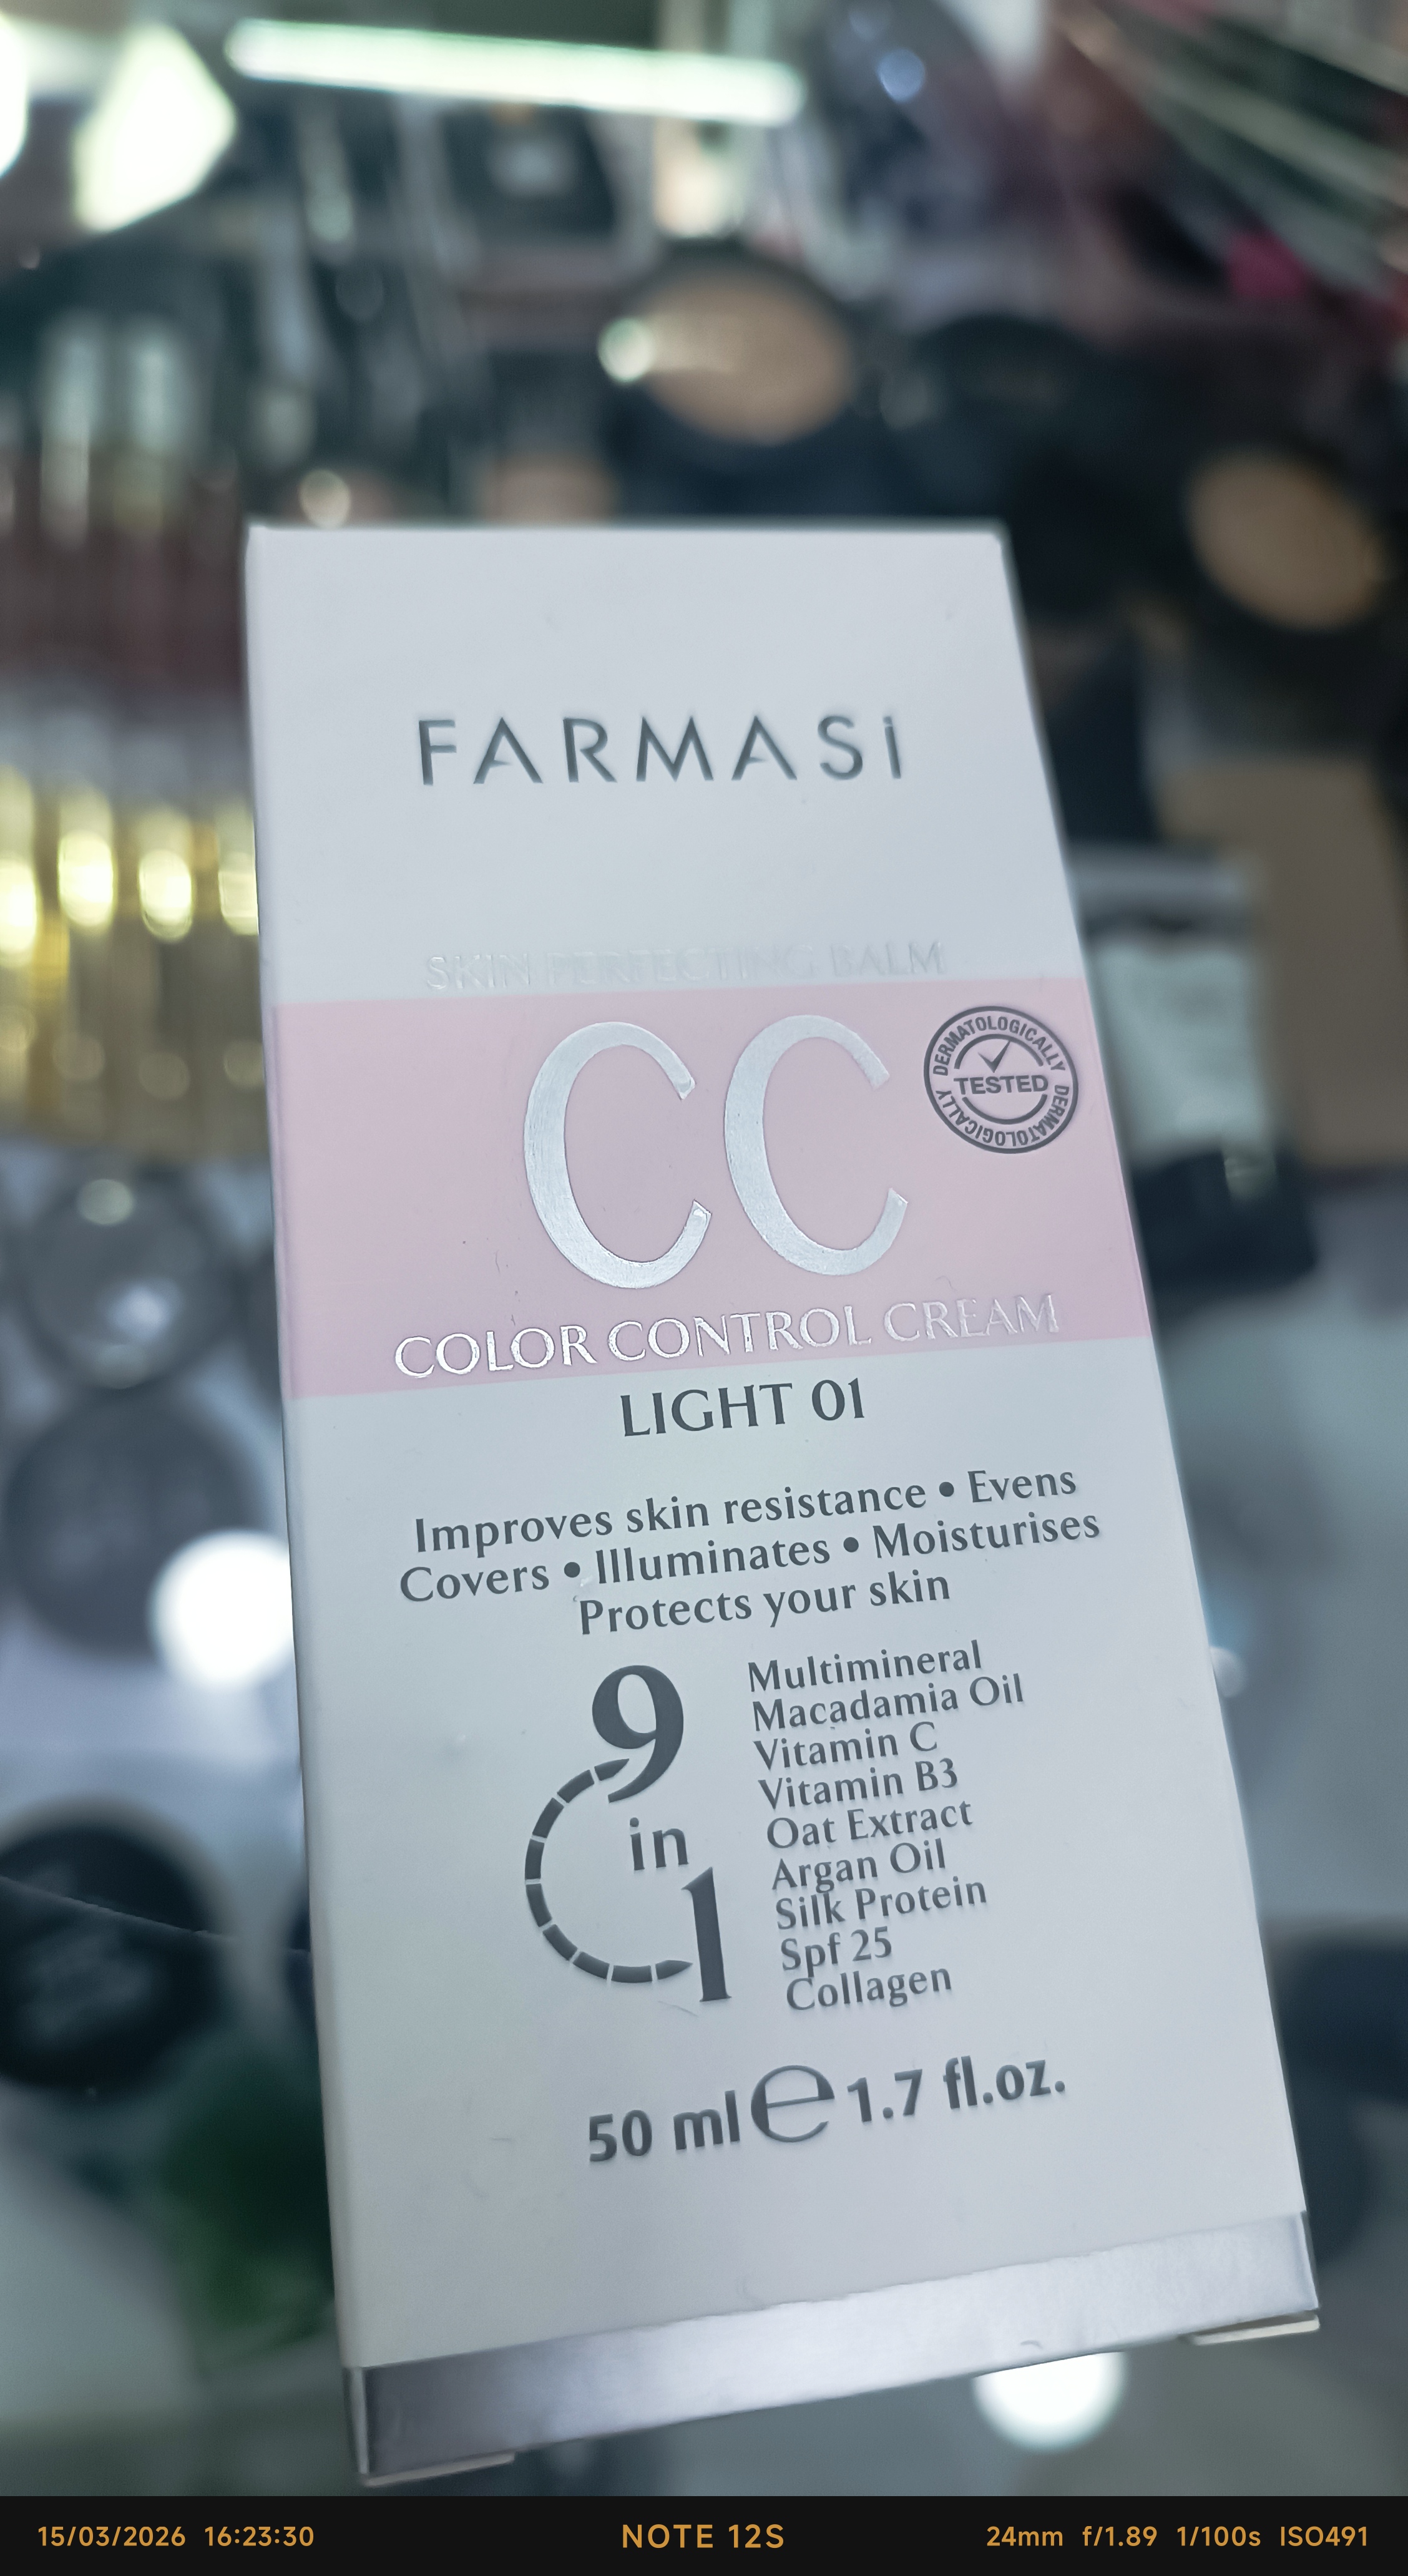 FARMASi
SKIN PERFECTING BALM
CC
DERMATOLOGICALLY
TESTED
DERMATOLOGICALLY
COLOR CONTROL CREAM
LIGHT 01
Improves skin resistance • Evens
Covers • Illuminates • Moisturises
Protects your skin
9
in
1
Multimineral
Macadamia Oil
Vitamin C
Vitamin B3
Oat Extract
Argan Oil
Silk Protein
Spf 25
Collagen
50 ml ℮ 1.7 fl.oz.
15/03/2026 16:23:30 NOTE 12S 24mm f/1.89 1/100s ISO491